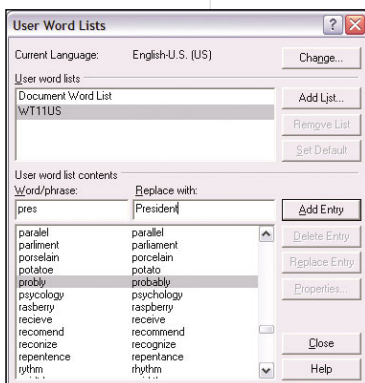 User Word Lists
Current Language: English-U.S. (US) Change...
User word lists
Document Word List
WT11US
Add List...
Remove List
Set Default
User word list contents
Word/phrase: Replace with:
pres President Add Entry
paralel parallel
parliment parliament
porselain porcelain
potatoe potato
probly probably
psycology psychology
rasberry raspberry
recieve receive
recomend recommend
reconize recognize
repentence repentance
rythm rhythm
Delete Entry
Replace Entry
Properties...
Close
Help